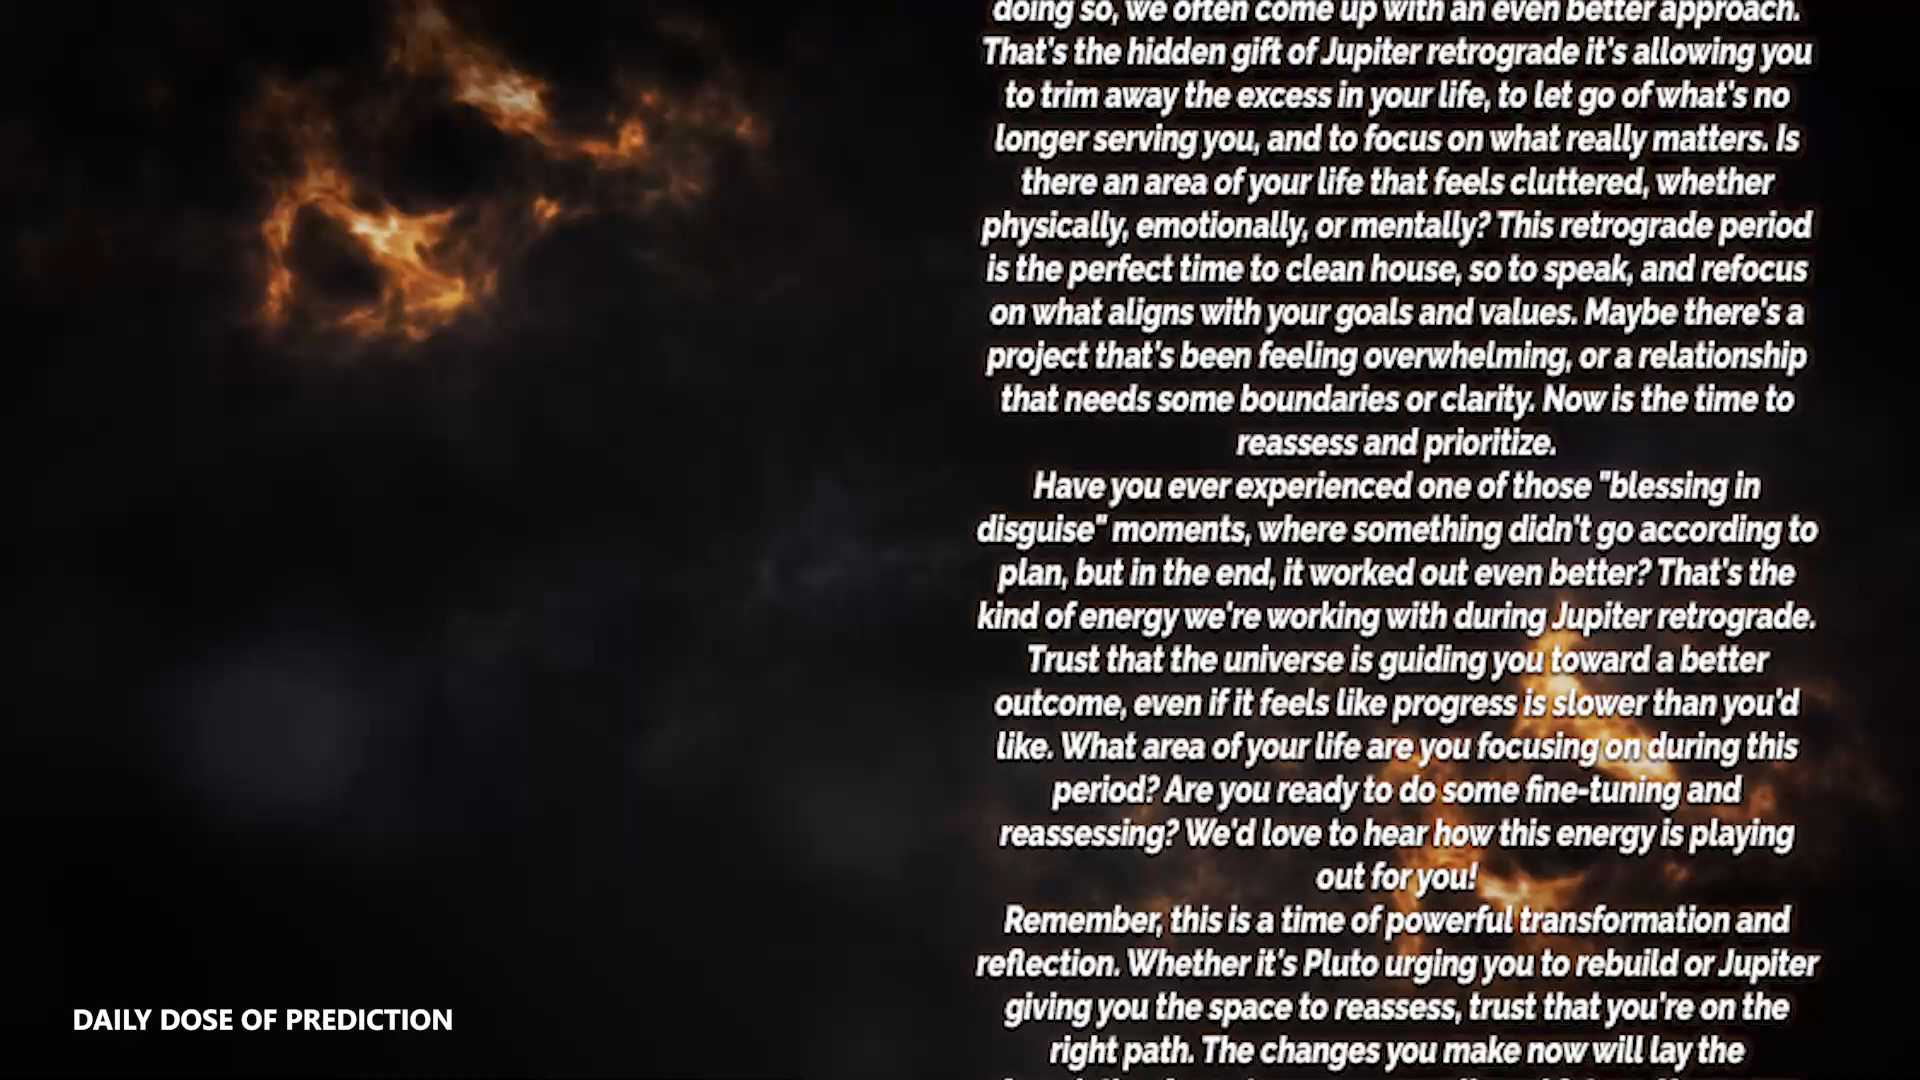 doing so, we often come up with an even better approach.
That's the hidden gift of Jupiter retrograde it's allowing you
to trim away the excess in your life, to let go of what's no
longer serving you, and to focus on what really matters. Is
there an area of your life that feels cluttered, whether
physically, emotionally, or mentally? This retrograde period
is the perfect time to clean house, so to speak, and refocus
on what aligns with your goals and values. Maybe there's a
project that's been feeling overwhelming, or a relationship
that needs some boundaries or clarity. Now is the time to
reassess and prioritize.
Have you ever experienced one of those "blessing in
disguise" moments, where something didn't go according to
plan, but in the end, it worked out even better? That's the
kind of energy we're working with during Jupiter retrograde.
Trust that the universe is guiding you toward a better
outcome, even if it feels like progress is slower than you'd
like. What area of your life are you focusing on during this
period? Are you ready to do some fine-tuning and
reassessing? We'd love to hear how this energy is playing
out for you!
Remember, this is a time of powerful transformation and
reflection. Whether it's Pluto urging you to rebuild or Jupiter
giving you the space to reassess, trust that you're on the
right path. The changes you make now will lay the
DAILY DOSE OF PREDICTION